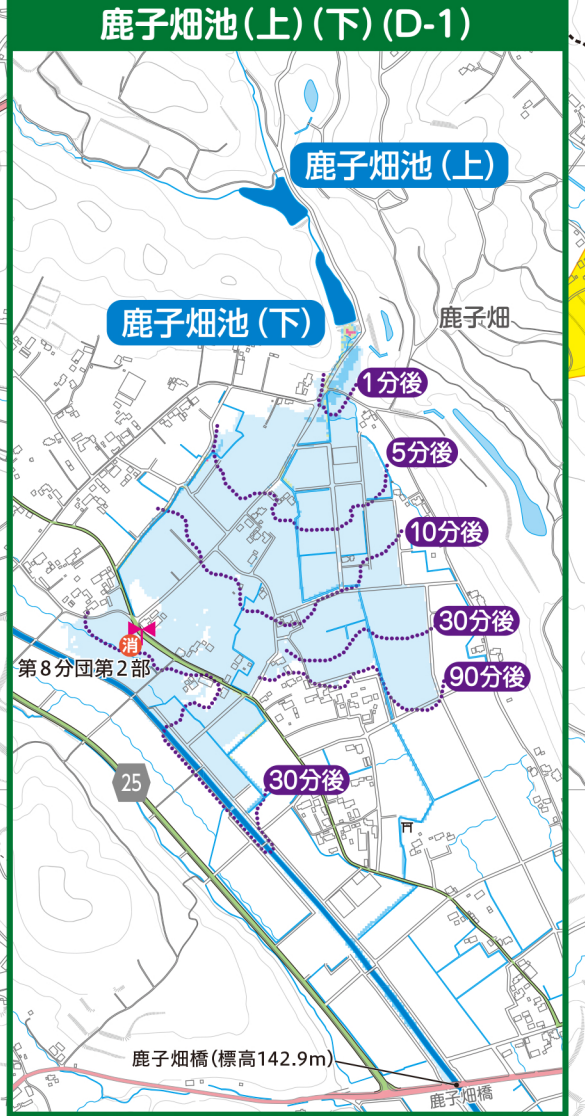 鹿子畑池(上)(下)(D-1)
鹿子畑池(上)
鹿子畑池(下)
鹿子畑
1分後
5分後
10分後
30分後
消
第8分団第2部
90分後
25
30分後
鹿子畑橋(標高142.9m)
鹿子畑橋